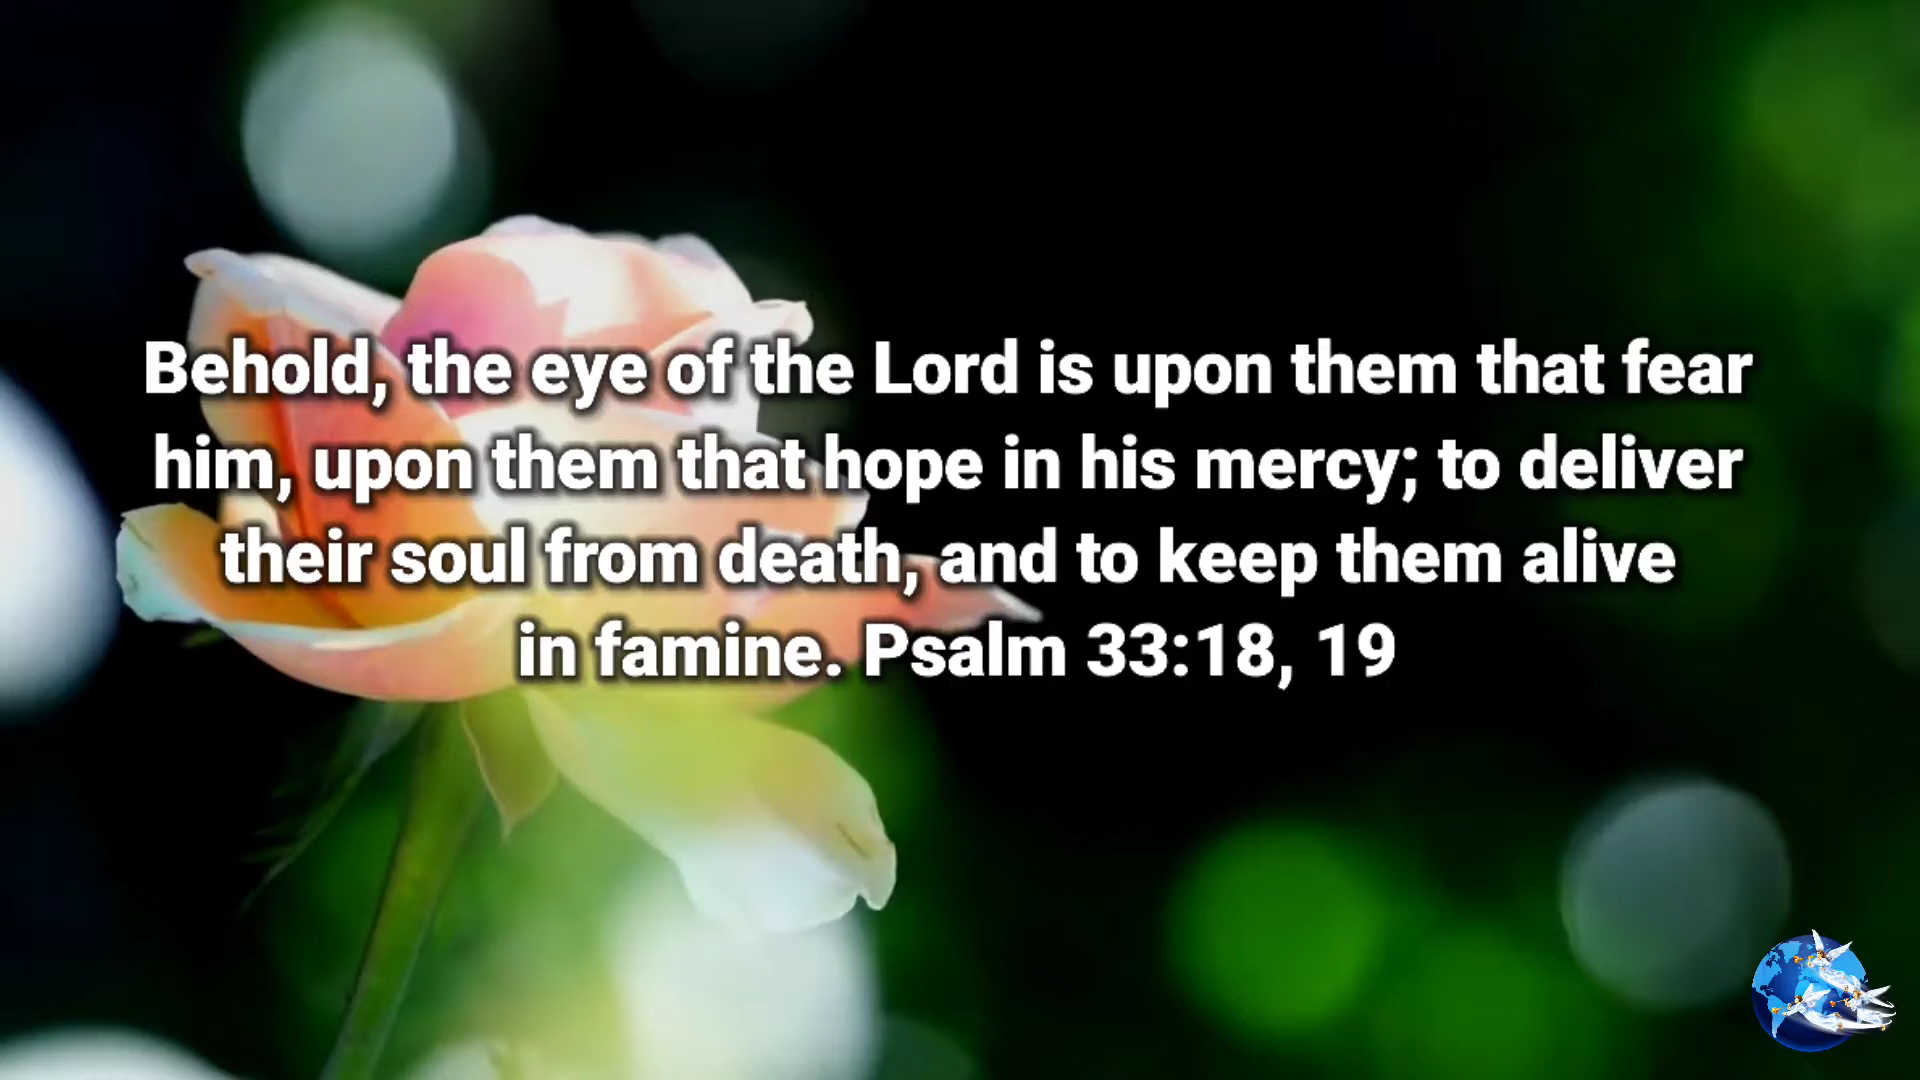 Behold, the eye of the Lord is upon them that fear
him, upon them that hope in his mercy; to deliver
their soul from death, and to keep them alive
in famine. Psalm 33:18, 19